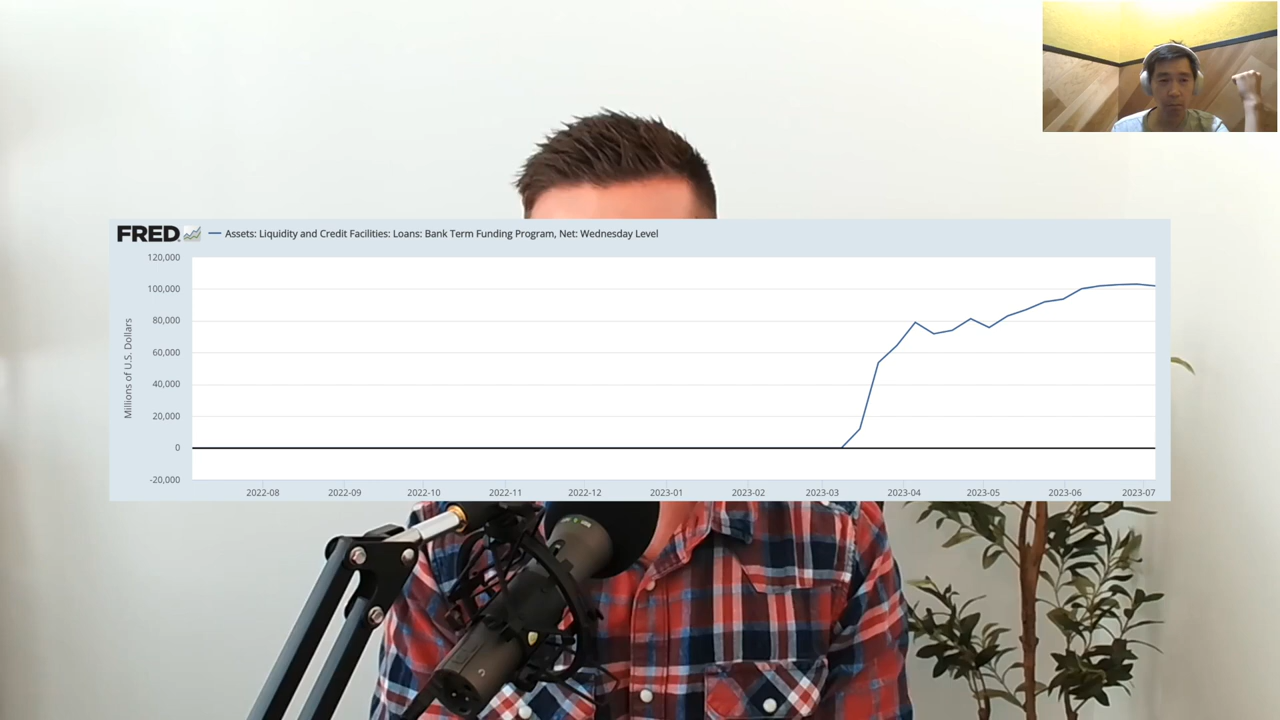 FRED Assets: Liquidity and Credit Facilities: Loans: Bank Term Funding Program, Net: Wednesday Level
120,000
100,000
80,000
60,000
40,000
20,000
0
-20,000
Millions of U.S. Dollars
2022-08 2022-09 2022-10 2022-11 2022-12 2023-01 2023-02 2023-03 2023-04 2023-05 2023-06 2023-07